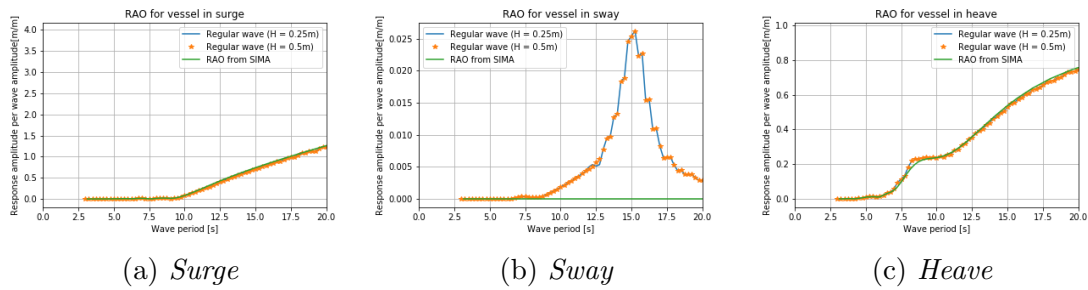 RAO for vessel in surge
Response amplitude per wave amplitude[m/m]
4.0
3.5
3.0
2.5
2.0
1.5
1.0
0.5
0.0
Regular wave (H = 0.25m)
Regular wave (H = 0.5m)
RAO from SIMA
0.0 2.5 5.0 7.5 10.0 12.5 15.0 17.5 20.0
Wave period [s]
(a) Surge
RAO for vessel in sway
Response amplitude per wave amplitude [m/m]
0.025
0.020
0.015
0.010
0.005
0.000
Regular wave (H = 0.25m)
Regular wave (H = 0.5m)
RAO from SIMA
0.0 2.5 5.0 7.5 10.0 12.5 15.0 17.5 20.0
Wave period [s]
(b) Sway
RAO for vessel in heave
Response amplitude per wave amplitude [m/m]
1.0
0.8
0.6
0.4
0.2
0.0
Regular wave (H = 0.25m)
Regular wave (H = 0.5m)
RAO from SIMA
0.0 2.5 5.0 7.5 10.0 12.5 15.0 17.5 20.0
Wave period [s]
(c) Heave